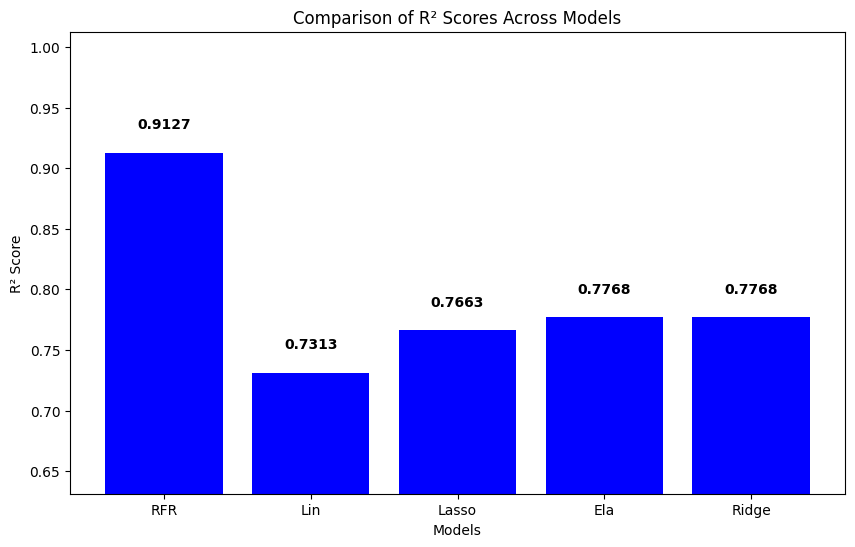 Comparison of R² Scores Across Models
R² Score
1.00
0.95
0.90
0.85
0.80
0.75
0.70
0.65
0.9127
0.7313
0.7663
0.7768
0.7768
RFR
Lin
Lasso
Ela
Ridge
Models